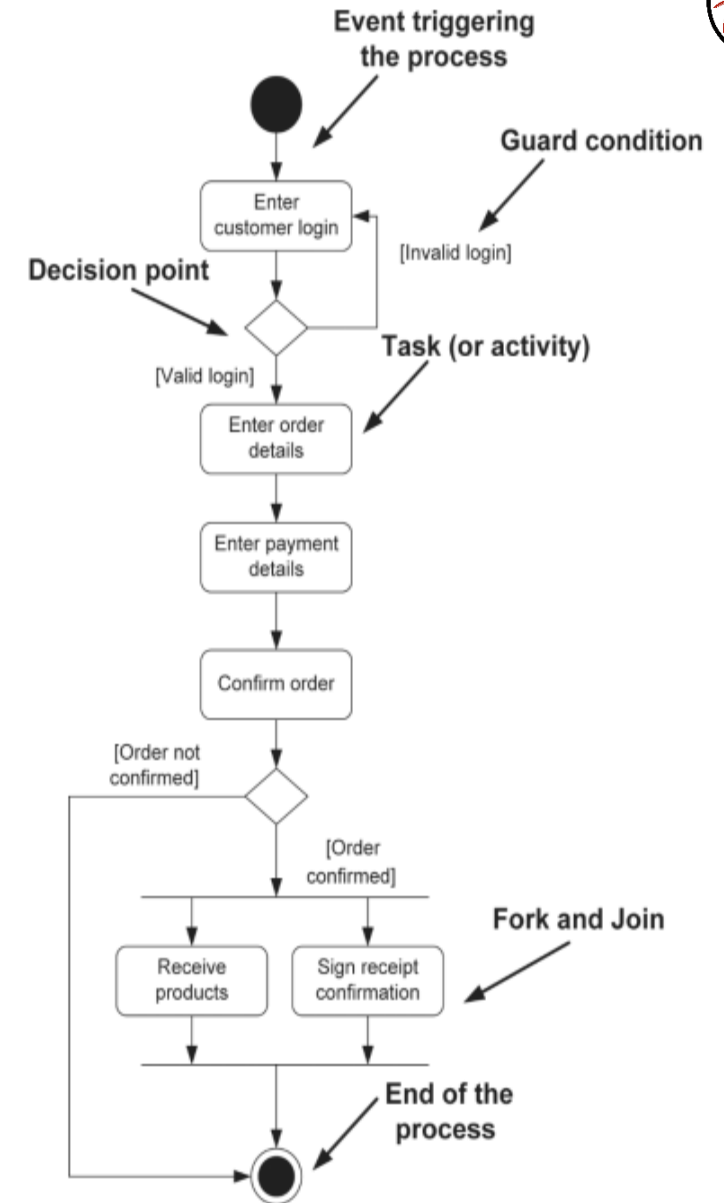 Event triggering
the process
Guard condition
Enter
customer login
[Invalid login]
Decision point
Task (or activity)
[Valid login]
Enter order
details
Enter payment
details
Confirm order
[Order not
confirmed]
[Order
confirmed]
Fork and Join
Receive
products
Sign receipt
confirmation
End of the
process